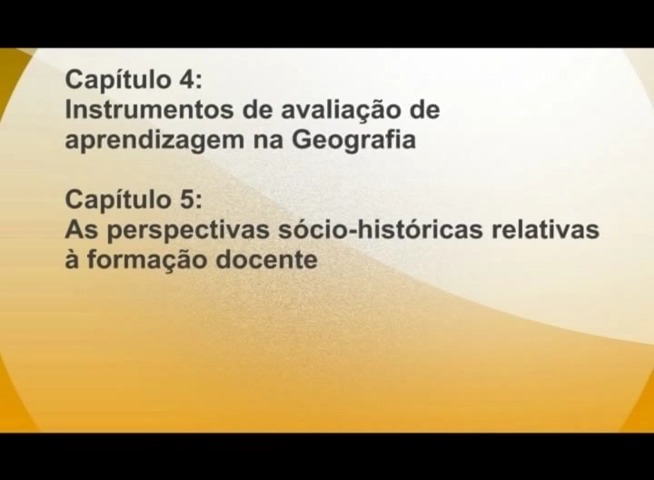 Capítulo 4:
Instrumentos de avaliação de
aprendizagem na Geografia
Capítulo 5:
As perspectivas sócio-históricas relativas
à formação docente